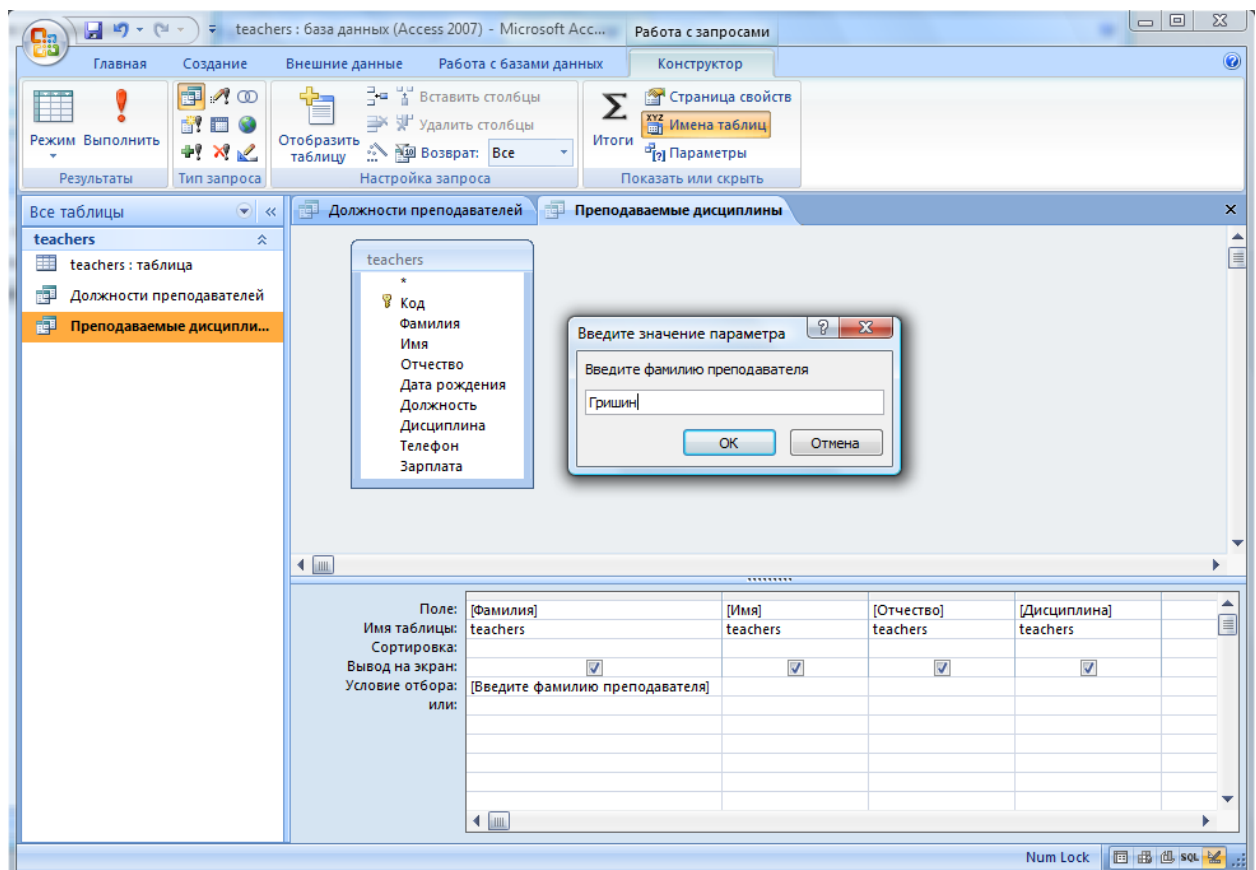 teachers : база данных (Access 2007) - Microsoft Acc...
Работа с запросами
Главная Создание Внешние данные Работа с базами данных Конструктор
Режим Выполнить
Отобразить таблицу
Вставить столбцы
Удалить столбцы
Возврат: Все
Итоги
Страница свойств
XYZ Имена таблиц
[?] Параметры
Результаты Тип запроса Настройка запроса Показать или скрыть
Все таблицы
teachers
teachers : таблица
Должности преподавателей
Преподаваемые дисципли...
Должности преподавателей Преподаваемые дисциплины
teachers
*
Код
Фамилия
Имя
Отчество
Дата рождения
Должность
Дисциплина
Телефон
Зарплата
Введите значение параметра
Введите фамилию преподавателя
Гришин
ОК Отмена
Поле: [Фамилия] [Имя] [Отчество] [Дисциплина]
Имя таблицы: teachers teachers teachers teachers
Сортировка:
Вывод на экран:
Условие отбора: [Введите фамилию преподавателя]
или:
Num Lock SQL